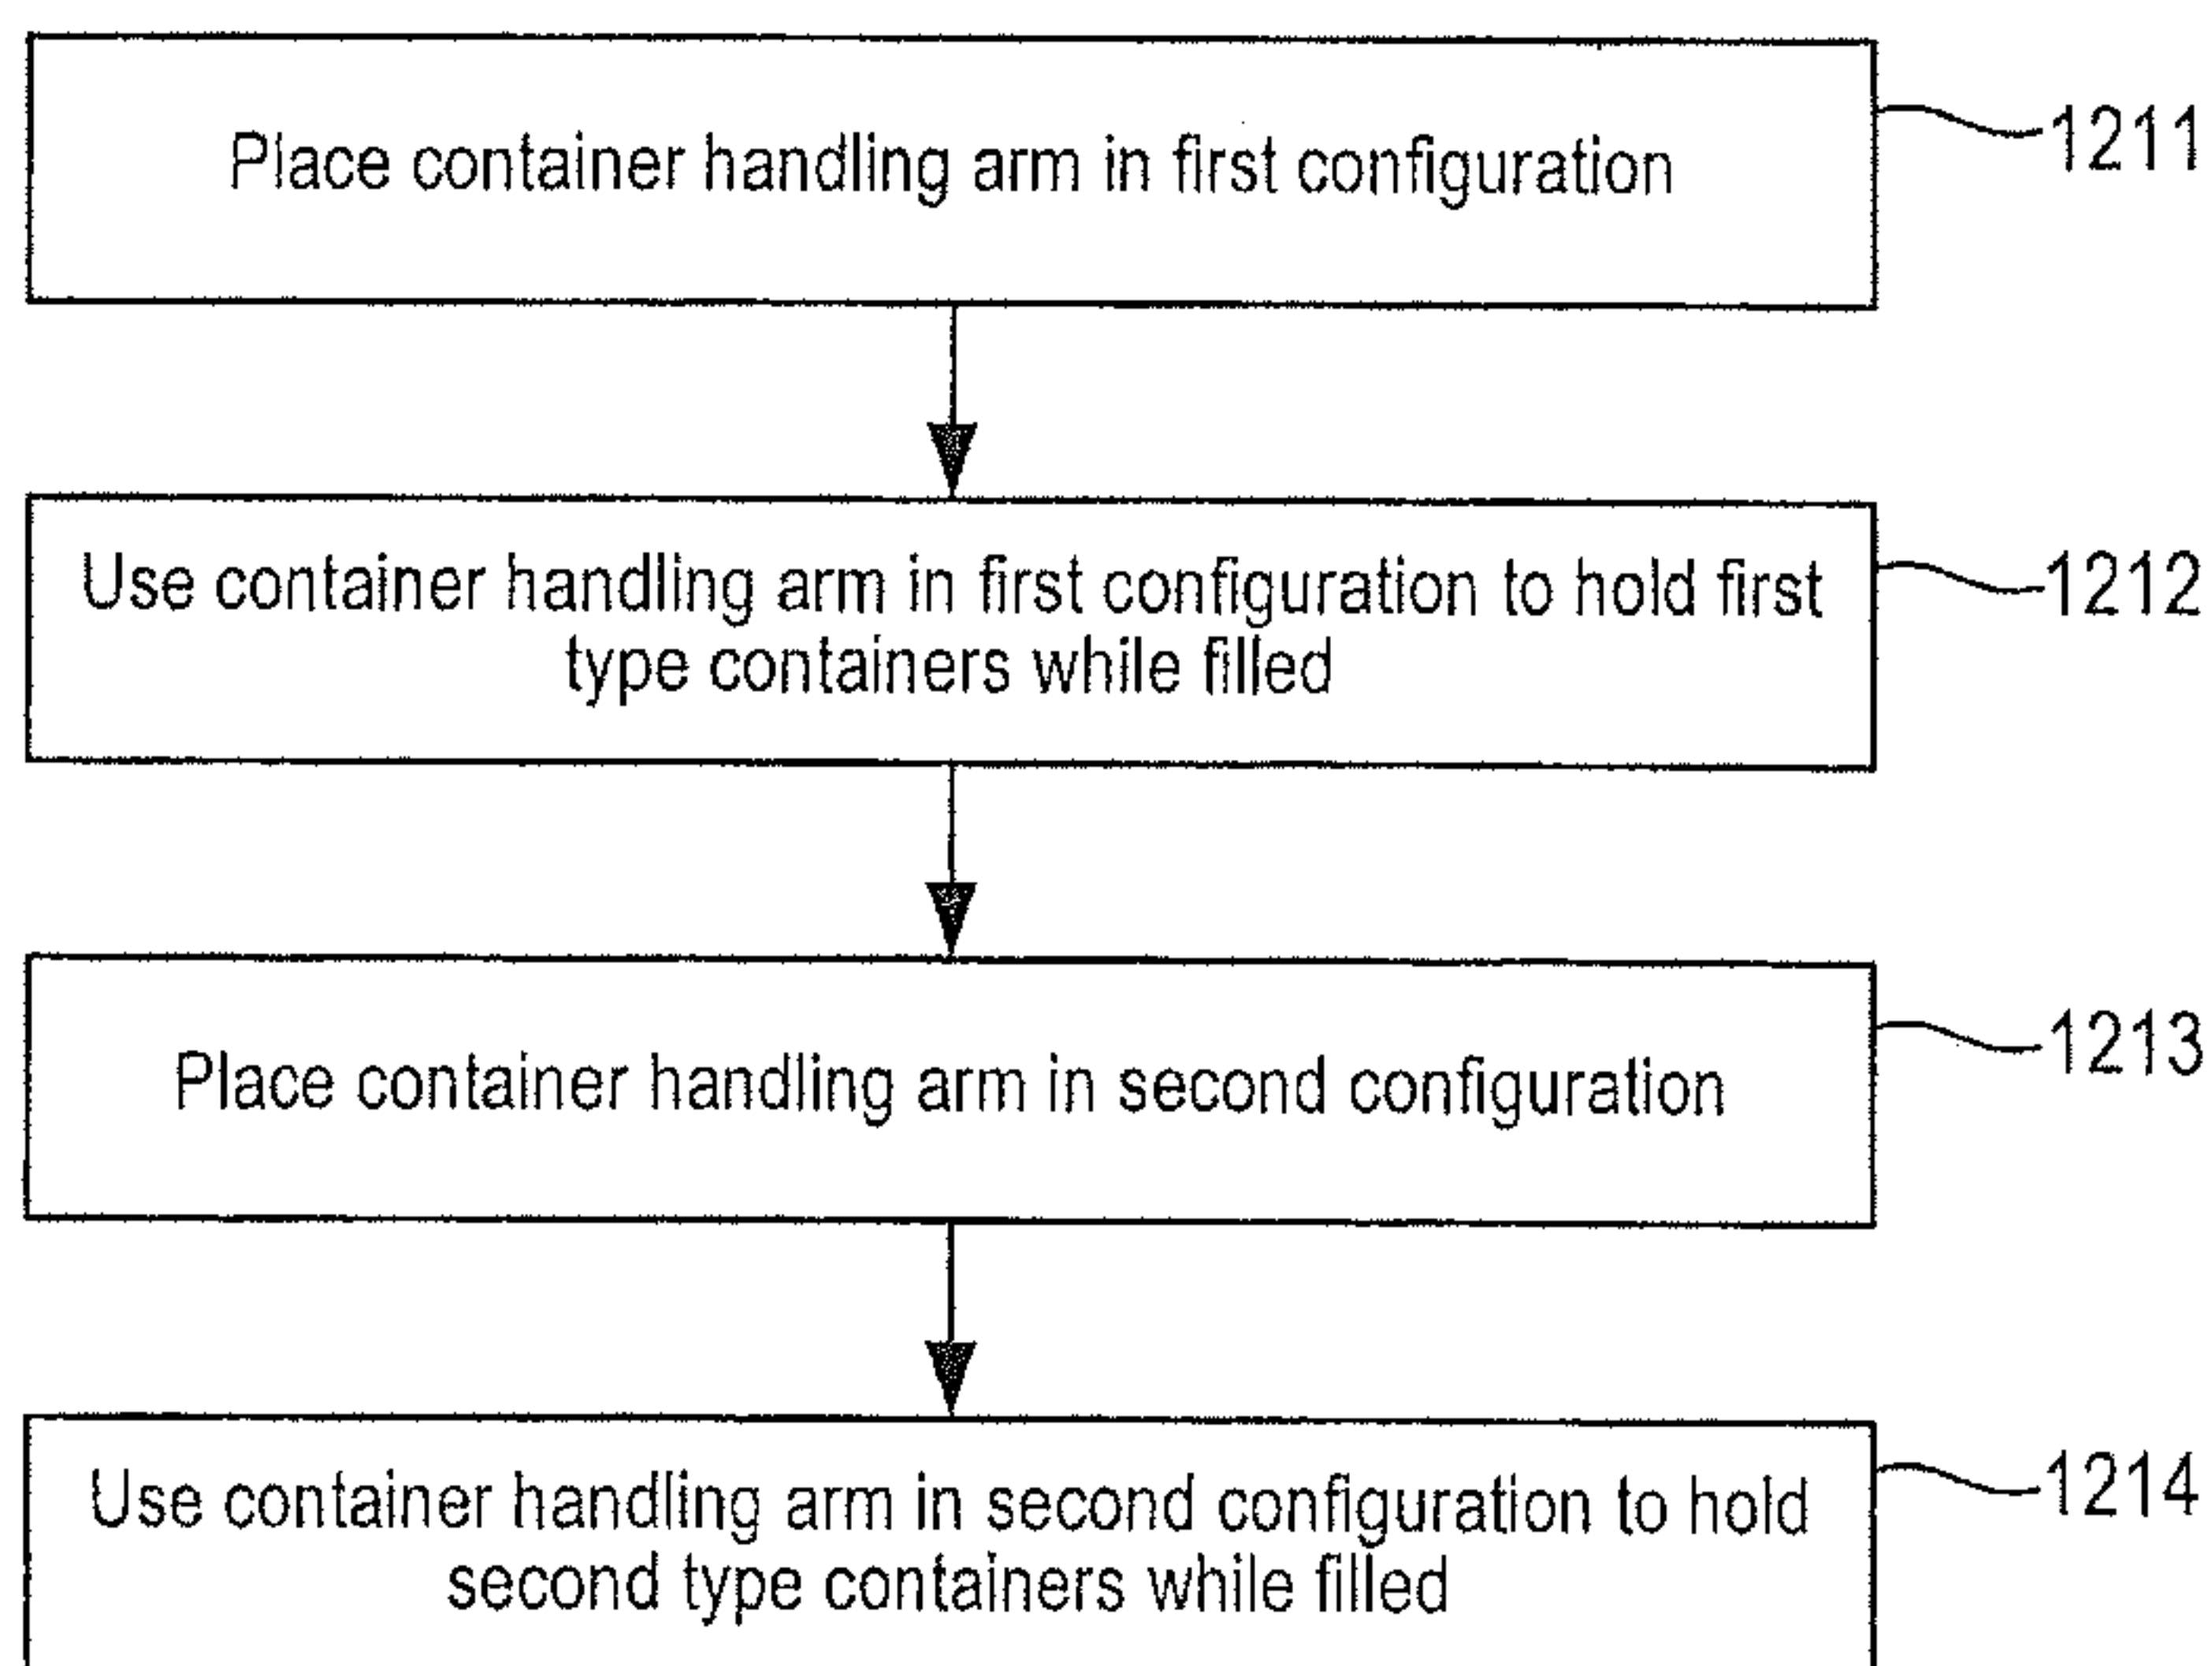 Place container handling arm in first configuration
1211
Use container handling arm in first configuration to hold first
type containers while filled
1212
Place container handling arm in second configuration
1213
Use container handling arm in second configuration to hold
second type containers while filled
1214